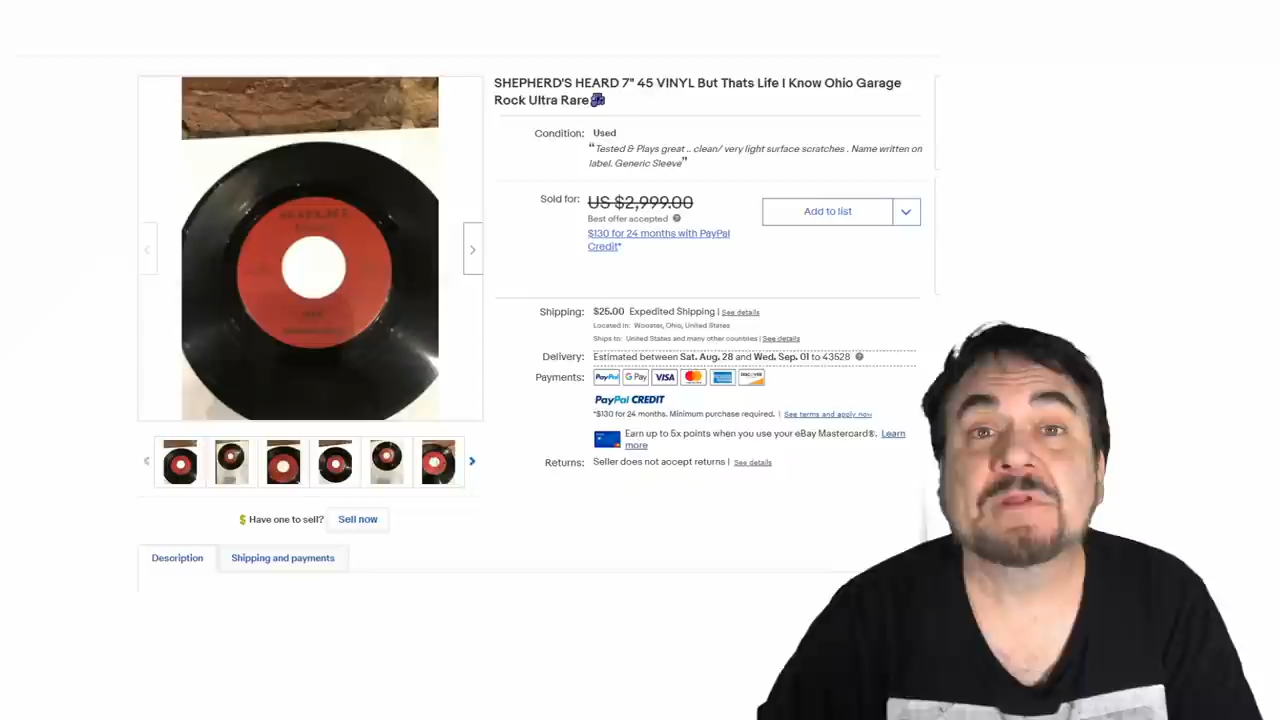 SHEPHERD'S HEARD 7" 45 VINYL But Thats Life I Know Ohio Garage
Rock Ultra Rare
Condition: Used
"Tested & Plays great .. clean/ very light surface scratches . Name written on
label. Generic Sleeve"
Sold for: US $2,999.00
Best offer accepted
$130 for 24 months with PayPal
Credit*
Add to list
Shipping: $25.00 Expedited Shipping | See details
Located in: Wooster, Ohio, United States
Ships to: United States and many other countries | See details
Delivery: Estimated between Sat. Aug. 28 and Wed. Sep. 01 to 43528
Payments: PayPal G Pay VISA
DISCOVER
PayPal CREDIT
*$130 for 24 months. Minimum purchase required. | See terms and apply now
Earn up to 5x points when you use your eBay Mastercard®. Learn
more
Returns: Seller does not accept returns | See details
$ Have one to sell? Sell now
Description Shipping and payments